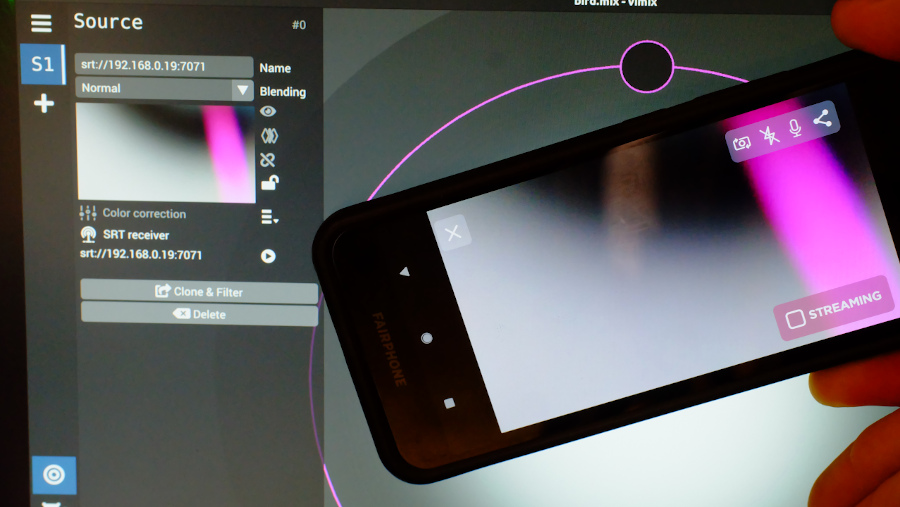 bird.mix - vimix
Source
#0
S1
srt://192.168.0.19:7071
Name
Normal
Blending
Color correction
SRT receiver
srt://192.168.0.19:7071
Clone & Filter
Delete
FAIRPHONE
STREAMING